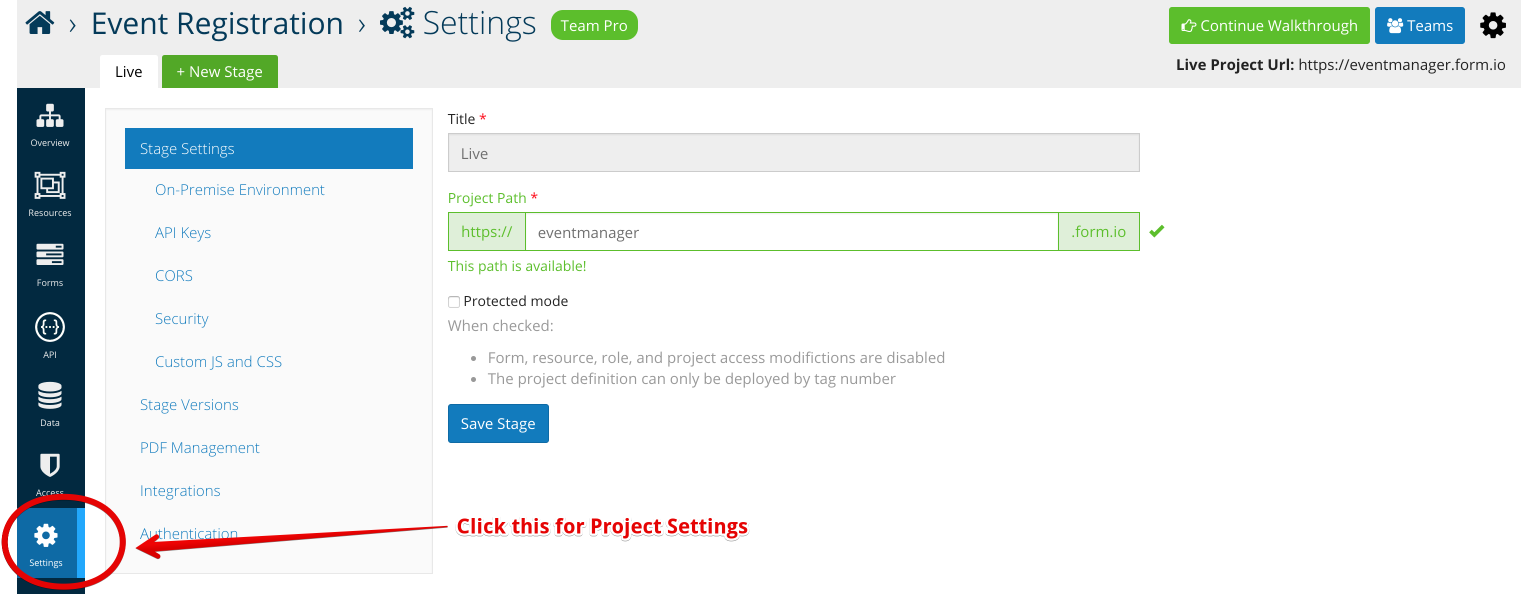 › Event Registration › Settings Team Pro
Continue Walkthrough Teams
Live Project Url: https://eventmanager.form.io
Live + New Stage
Overview
Resources
Forms
API
Data
Access
Settings
Stage Settings
On-Premise Environment
API Keys
CORS
Security
Custom JS and CSS
Stage Versions
PDF Management
Integrations
Authentication
Title *
Live
Project Path *
https:// eventmanager .form.io
This path is available!
Protected mode
When checked:
• Form, resource, role, and project access modifictions are disabled
• The project definition can only be deployed by tag number
Save Stage
Click this for Project Settings